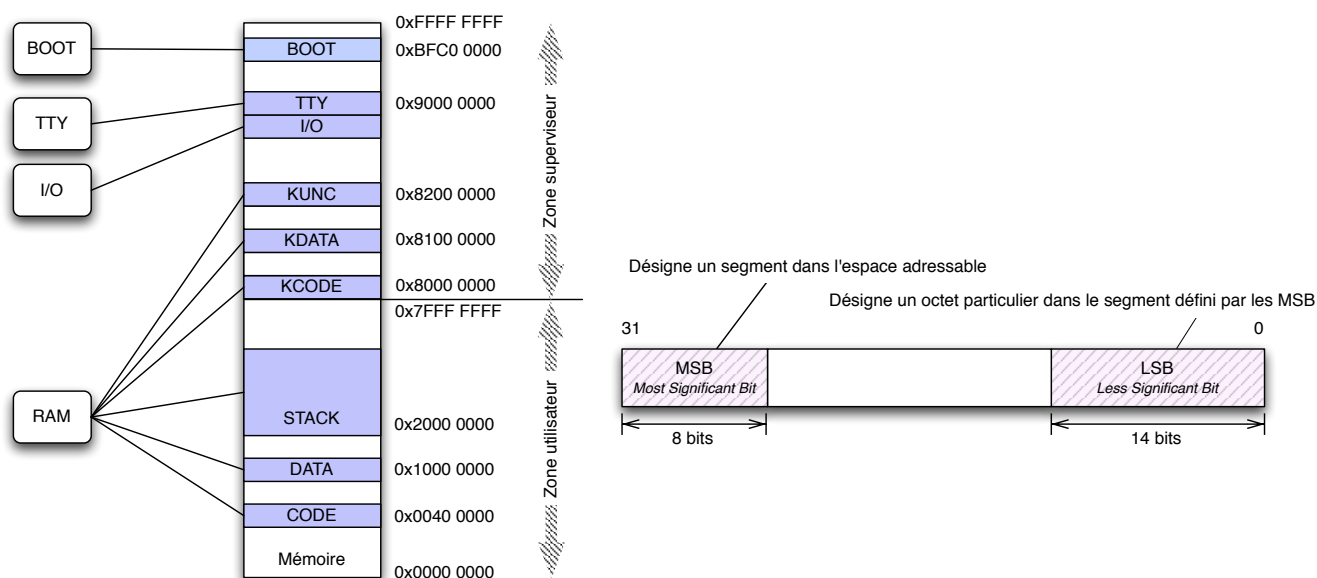 0xFFFF FFFF
BOOT
BOOT
0xBFC0 0000
TTY
TTY
0x9000 0000
I/O
I/O
KUNC
0x8200 0000
KDATA
0x8100 0000
KCODE
0x8000 0000
0x7FFF FFFF
Zone superviseur
RAM
STACK
0x2000 0000
DATA
0x1000 0000
CODE
0x0040 0000
Mémoire
0x0000 0000
Zone utilisateur
Désigne un segment dans l'espace adressable
Désigne un octet particulier dans le segment défini par les MSB
31
0
MSB
Most Significant Bit
LSB
Less Significant Bit
8 bits
14 bits